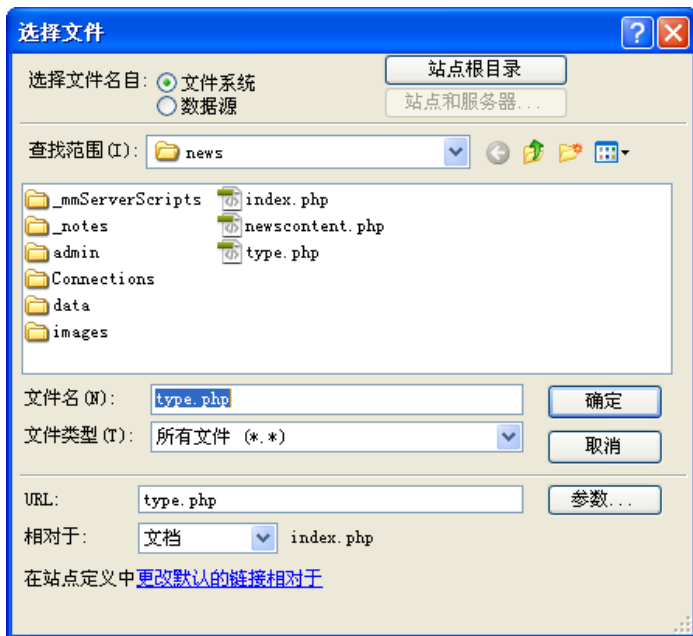 选择文件
选择文件名自: 文件系统
数据源
站点根目录
站点和服务器...
查找范围(I): news
_mmServerScripts
_notes
admin
Connections
data
images
index.php
newscontent.php
type.php
文件名(N): type.php
确定
文件类型(T): 所有文件 (*.*)
取消
URL: type.php
参数...
相对于: 文档 index.php
在站点定义中更改默认的链接相对于